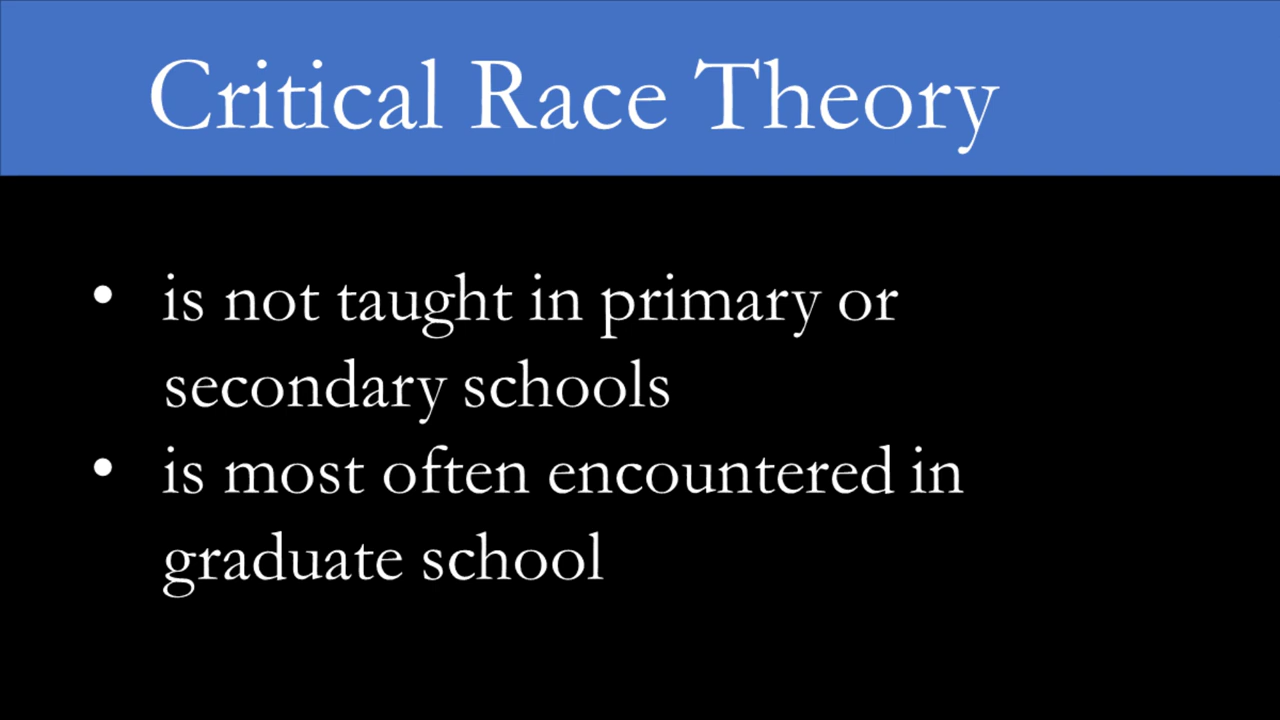 Critical Race Theory
• is not taught in primary or
secondary schools
• is most often encountered in
graduate school